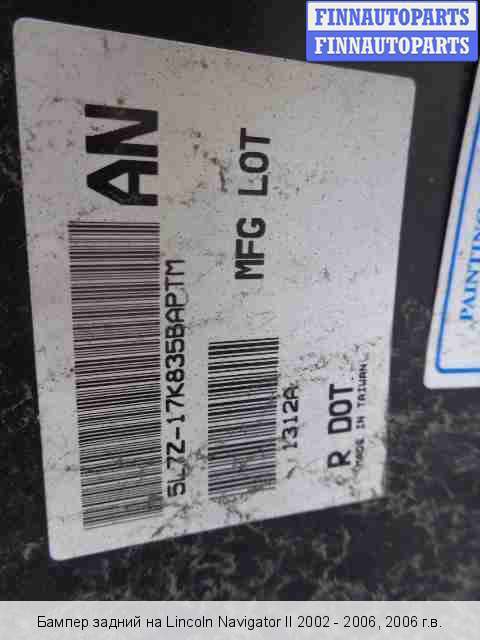 FINNAUTOPARTS
FINNAUTOPARTS
AN
5L7Z-17K835BAPTM
MFG LOT
1312A
R DOT
MADE IN TAIWAN
PAINTING
Бампер задний на Lincoln Navigator II 2002 - 2006, 2006 г.в.